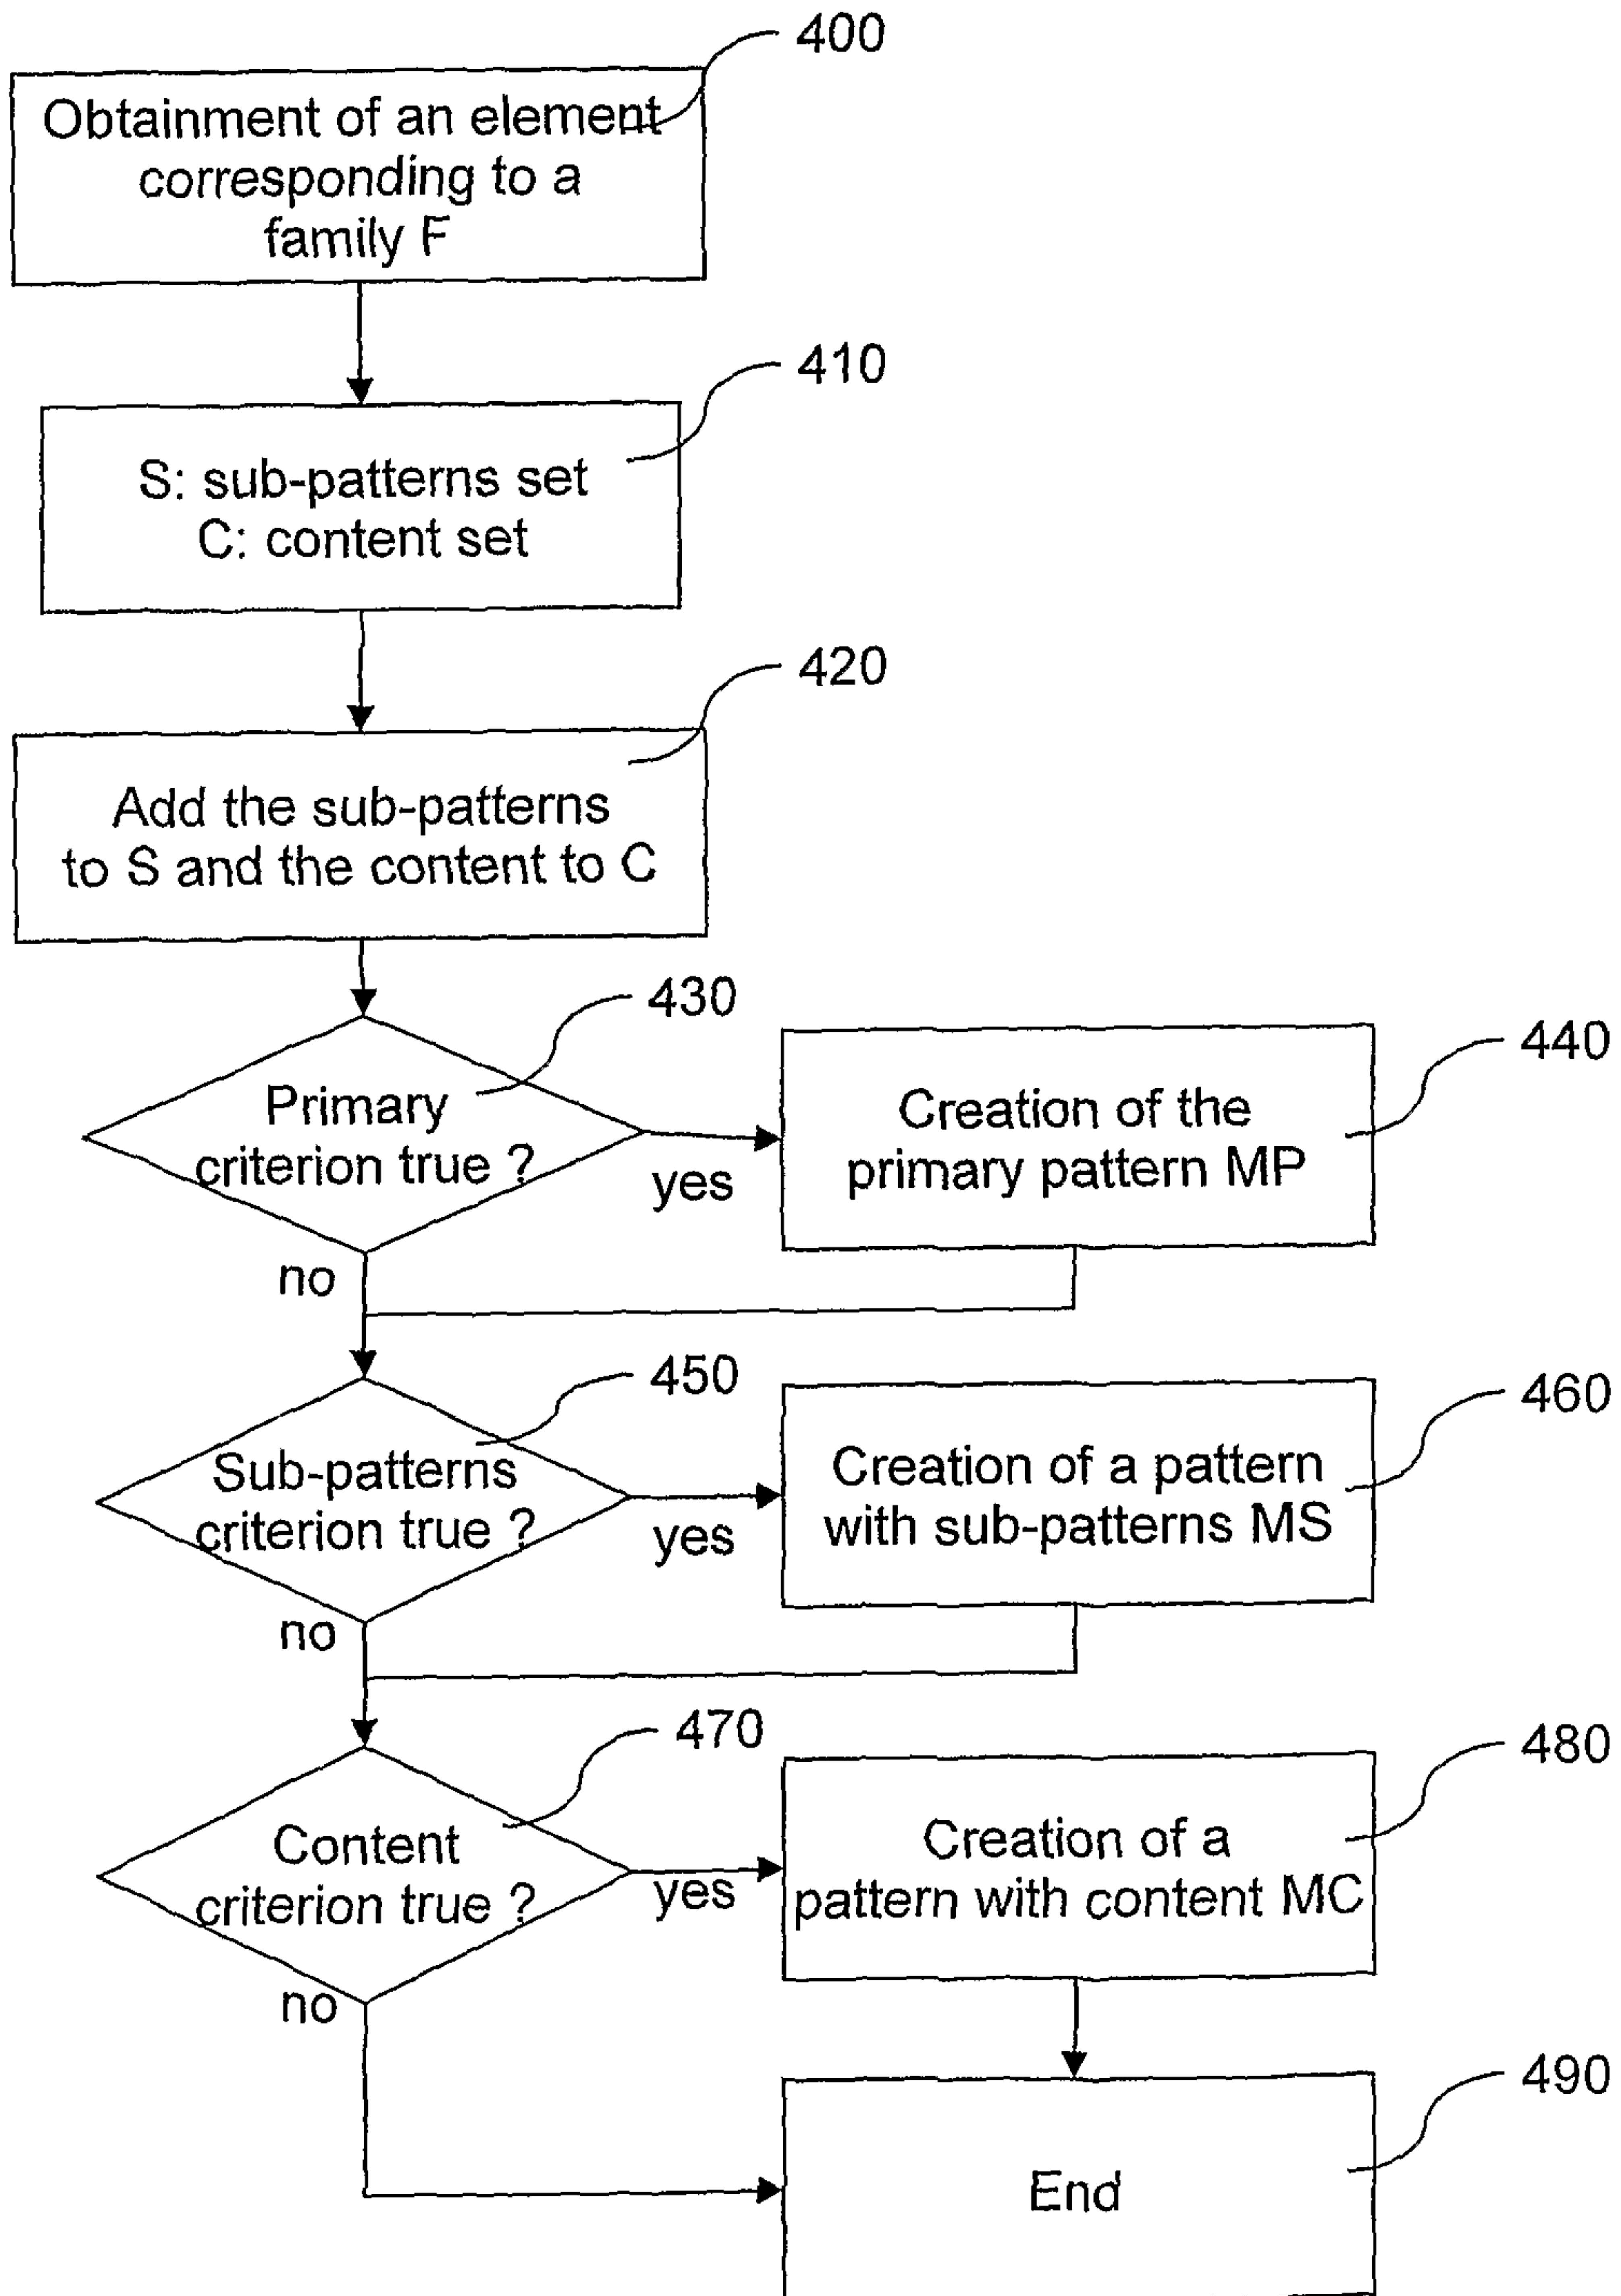 400
Obtainment of an element
corresponding to a
family F
410
S: sub-patterns set
C: content set
420
Add the sub-patterns
to S and the content to C
430
Primary
criterion true ?
yes
no
440
Creation of the
primary pattern MP
450
Sub-patterns
criterion true ?
yes
no
460
Creation of a pattern
with sub-patterns MS
470
Content
criterion true ?
yes
no
480
Creation of a
pattern with content MC
490
End